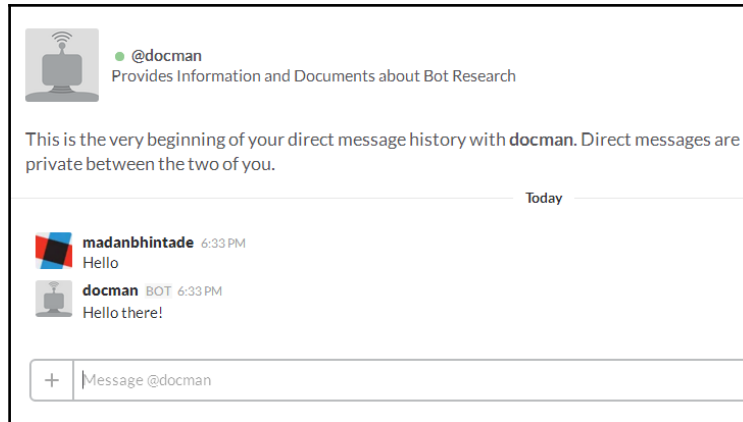 @docman
Provides Information and Documents about Bot Research
This is the very beginning of your direct message history with docman. Direct messages are
private between the two of you.
Today
madanbhintade 6:33 PM
Hello
docman BOT 6:33 PM
Hello there!
+ Message @docman